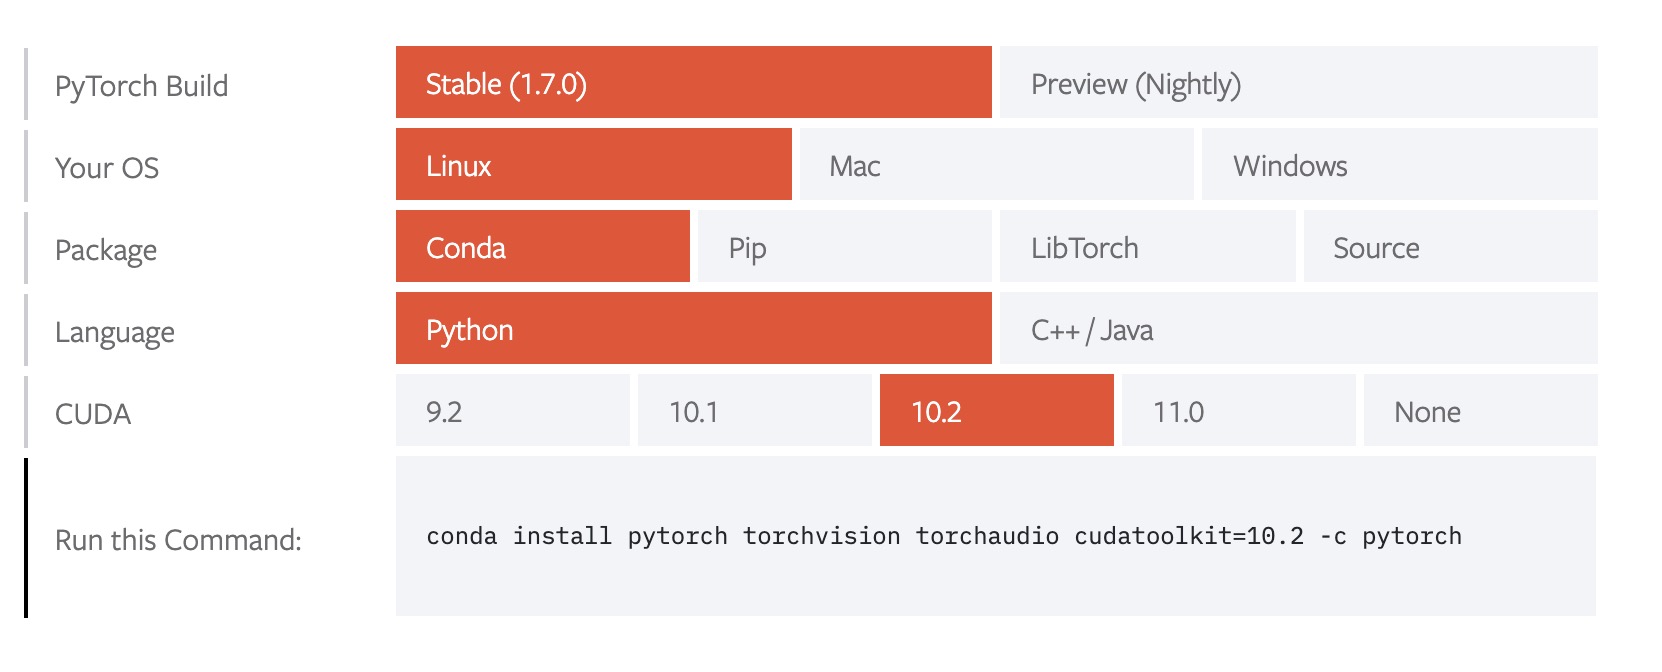 PyTorch Build
Stable (1.7.0)
Preview (Nightly)
Your OS
Linux
Mac
Windows
Package
Conda
Pip
LibTorch
Source
Language
Python
C++ / Java
CUDA
9.2
10.1
10.2
11.0
None
Run this Command:
conda install pytorch torchvision torchaudio cudatoolkit=10.2 -c pytorch